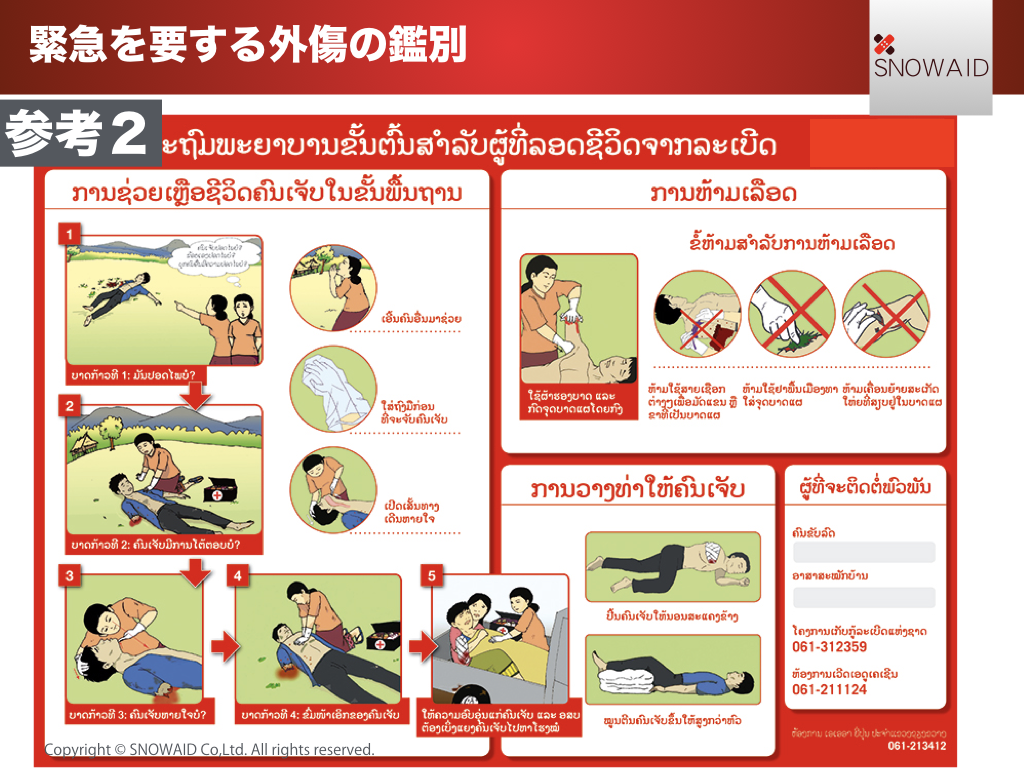 緊急を要する外傷の鑑別
SNOWAID
参考２
ະຖົມພະຍາບານຂັ້ນຕົ້ນສຳລັບຜູ້ທີ່ລອດຊີວິດຈາກລະເບີດ
ການຊ່ວຍເຫຼືອຊີວິດຄົນເຈັບໃນຂັ້ນພື້ນຖານ
1
ເອີ້ນຄົນອື່ນມາຊ່ວຍ
ບາດກ້າວທີ 1: ມັນປອດໄພບໍ?
2
ໃສ່ຖົງມືກ່ອນ
ທີ່ຈະຈັບຄົນເຈັບ
ເປີດເສັ້ນທາງ
ເດີນຫາຍໃຈ
ບາດກ້າວທີ 2: ຄົນເຈັບມີການໂຕ້ຕອບບໍ?
3
4
5
ບາດກ້າວທີ 3: ຄົນເຈັບຫາຍໃຈບໍ?
ບາດກ້າວທີ 4: ຂົ່ມໜ້າເອິກຂອງຄົນເຈັບ
ໃຫ້ຄວາມອົບອຸ່ນແກ່ຄົນເຈັບ ແລະ ອສບ
ຕ້ອງເບິ່ງແຍງຄົນເຈັບໄປຫາໂຮງໝໍ
ການຫ້າມເລືອດ
ຂໍ້ຫ້າມສຳລັບການຫ້າມເລືອດ
ໃຊ້ຜ້າຮອງບາດ ແລະ
ກົດຈຸດບາດແຜໂດຍກົງ
ຫ້າມໃຊ້ສາຍເຊືອກ
ຕ່າງໆເພື່ອມັດແຂນ ຫຼື
ຂາທີ່ເປັນບາດແຜ
ຫ້າມໃຊ້ຢາພື້ນເມືອງທາ
ໃສ່ຈຸດບາດແຜ
ຫ້າມເຄື່ອນຍ້າຍສະເກັດ
ໃຫຍ່ທີ່ສຽບຢູ່ໃນບາດແຜ
ການວາງທ່າໃຫ້ຄົນເຈັບ
ປິ້ນຄົນເຈັບໃຫ້ນອນສະແຄງຂ້າງ
ໝູນຕີນຄົນເຈັບຂຶ້ນໃຫ້ສູງກວ່າຫົວ
ຜູ້ທີ່ຈະຕິດຕໍ່ພົວພັນ
ຄົນຂັບລົດ
ອາສາສະໝັກບ້ານ
ໂຄງການເກັບກູ້ລະເບີດແຫ່ງຊາດ
061-312359
ຫ້ອງການເວີດເອດູເຄເຊີນ
061-211124
061-213412
Copyright © SNOWAID Co,Ltd. All rights reserved.